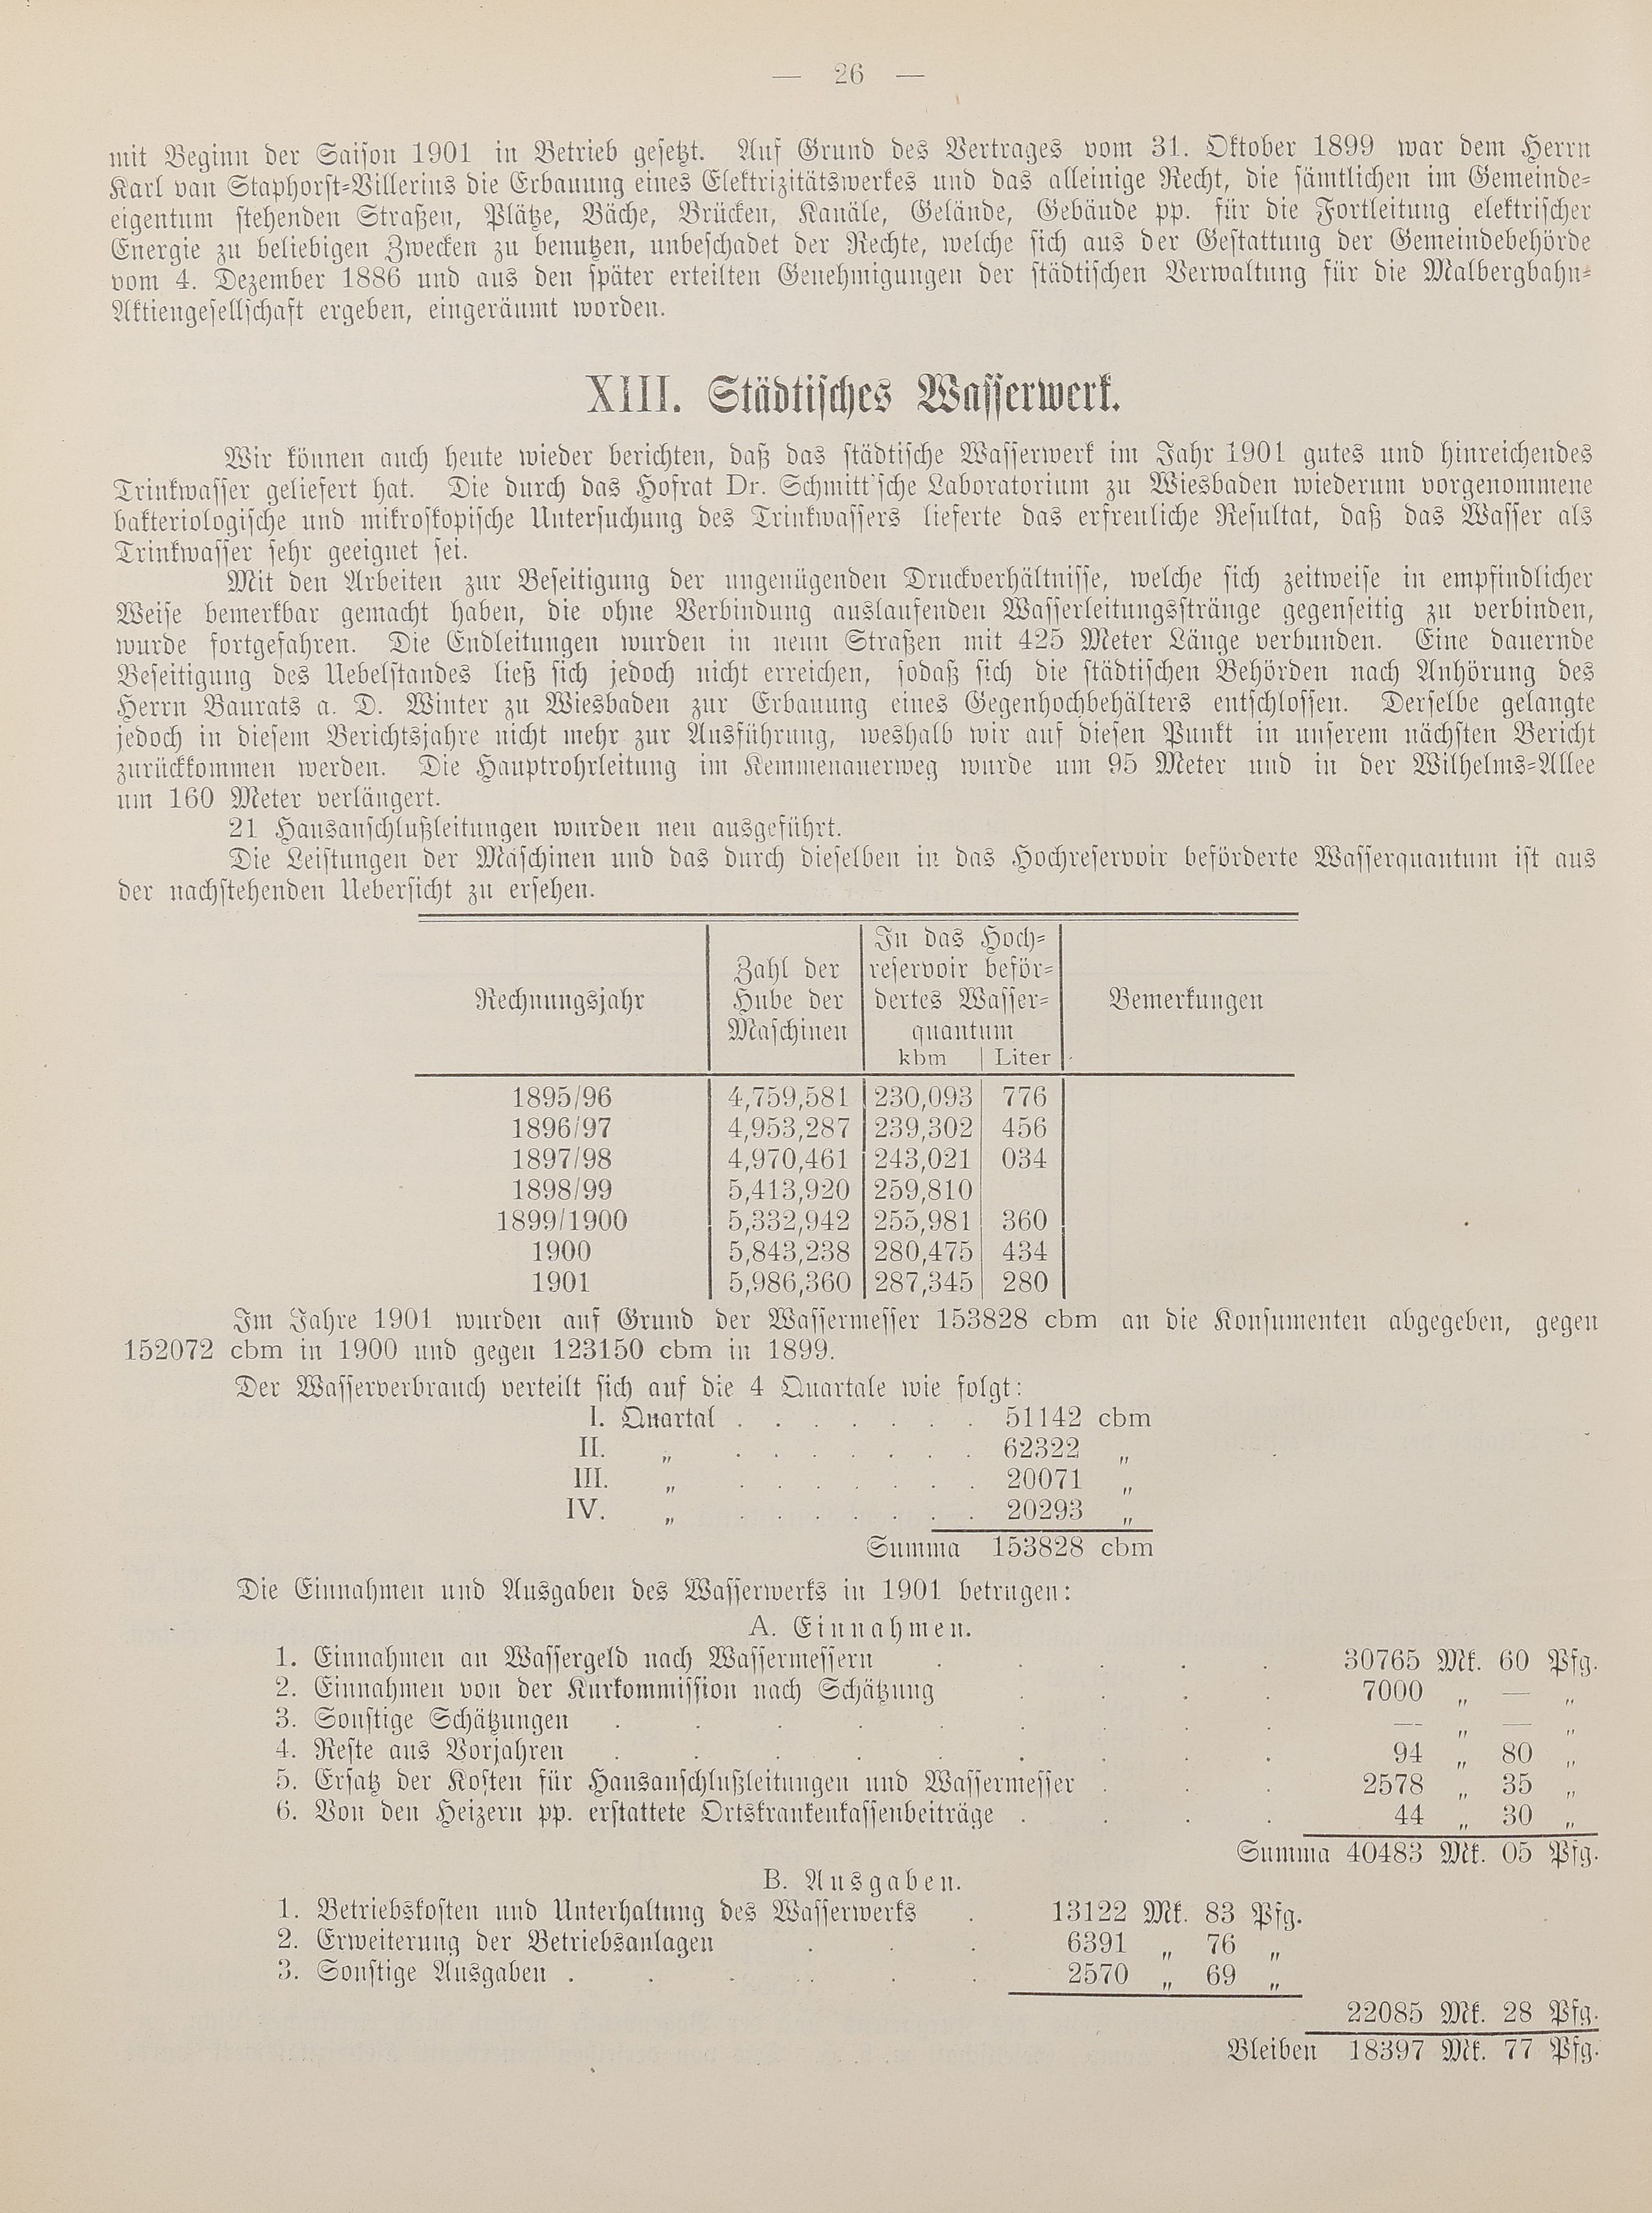 — 26 —
mit Beginn der Saison 1901 in Betrieb gesetzt. Auf Grund des Vertrages vom 31. Oktober 1899 war dem Herrn
Karl van Staphorst-Villerius die Erbauung eines Elektrizitätswerkes und das alleinige Recht, die sämtlichen im Gemeinde-
eigentum stehenden Straßen, Plätze, Bäche, Brücken, Kanäle, Gelände, Gebäude pp. für die Fortleitung elektrischer
Energie zu beliebigen Zwecken zu benutzen, unbeschadet der Rechte, welche sich aus der Gestattung der Gemeindebehörde
vom 4. Dezember 1886 und aus den später erteilten Genehmigungen der städtischen Verwaltung für die Malbergbahn-
Aktiengesellschaft ergeben, eingeräumt worden.
XIII. Städtisches Wasserwerk.
Wir können auch heute wieder berichten, daß das städtische Wasserwerk im Jahr 1901 gutes und hinreichendes
Trinkwasser geliefert hat. Die durch das Hofrat Dr. Schmitt'sche Laboratorium zu Wiesbaden wiederum vorgenommene
bakteriologische und mikroskopische Untersuchung des Trinkwassers lieferte das erfreuliche Resultat, daß das Wasser als
Trinkwasser sehr geeignet sei.
Mit den Arbeiten zur Beseitigung der ungenügenden Druckverhältnisse, welche sich zeitweise in empfindlicher
Weise bemerkbar gemacht haben, die ohne Verbindung auslaufenden Wasserleitungsstränge gegenseitig zu verbinden,
wurde fortgefahren. Die Endleitungen wurden in neun Straßen mit 425 Meter Länge verbunden. Eine dauernde
Beseitigung des Uebelstandes ließ sich jedoch nicht erreichen, sodaß sich die städtischen Behörden nach Anhörung des
Herrn Baurats a. D. Winter zu Wiesbaden zur Erbauung eines Gegenhochbehälters entschlossen. Derselbe gelangte
jedoch in diesem Berichtsjahre nicht mehr zur Ausführung, weshalb wir auf diesen Punkt in unserem nächsten Bericht
zurückkommen werden. Die Hauptrohrleitung im Kemmenauerweg wurde um 95 Meter und in der Wilhelms-Allee
um 160 Meter verlängert.
21 Hausanschlußleitungen wurden neu ausgeführt.
Die Leistungen der Maschinen und das durch dieselben in das Hochreservoir beförderte Wasserquantum ist aus
der nachstehenden Uebersicht zu ersehen.
Rechnungsjahr
Zahl der
Hube der
Maschinen
In das Hoch-
reservoir beför-
dertes Wasser-
quantum
kbm Liter
Bemerkungen
1895/96 4,759,581 230,093 776
1896/97 4,953,287 239,302 456
1897/98 4,970,461 243,021 034
1898/99 5,413,920 259,810
1899/1900 5,332,942 255,981 360
1900 5,843,238 280,475 434
1901 5,986,360 287,345 280
Im Jahre 1901 wurden auf Grund der Wassermesser 153828 cbm an die Konsumenten abgegeben, gegen
152072 cbm in 1900 und gegen 123150 cbm in 1899.
Der Wasserverbrauch verteilt sich auf die 4 Quartale wie folgt:
I. Quartal . . . . . . . 51142 cbm
II. „ . . . . . . . 62322 „
III. „ . . . . . . . 20071 „
IV. „ . . . . . . . 20293 „
Summa 153828 cbm
Die Einnahmen und Ausgaben des Wasserwerks in 1901 betrugen:
A. Einnahmen.
1. Einnahmen an Wassergeld nach Wassermessern . . . . . 30765 Mk. 60 Pfg.
2. Einnahmen von der Kurkommission nach Schätzung . . . . 7000 „ — „
3. Sonstige Schätzungen . . . . . . . . . — „ — „
4. Reste aus Vorjahren . . . . . . . . . 94 „ 80 „
5. Ersatz der Kosten für Hausanschlußleitungen und Wassermesser . . . 2578 „ 35 „
6. Von den Heizern pp. erstattete Ortskrankenkassenbeiträge . . . . 44 „ 30 „
Summa 40483 Mk. 05 Pfg.
B. Ausgaben.
1. Betriebskosten und Unterhaltung des Wasserwerks . 13122 Mk. 83 Pfg.
2. Erweiterung der Betriebsanlagen . . . 6391 „ 76 „
3. Sonstige Ausgaben . . . . . . 2570 „ 69 „
22085 Mk. 28 Pfg.
Bleiben 18397 Mk. 77 Pfg.